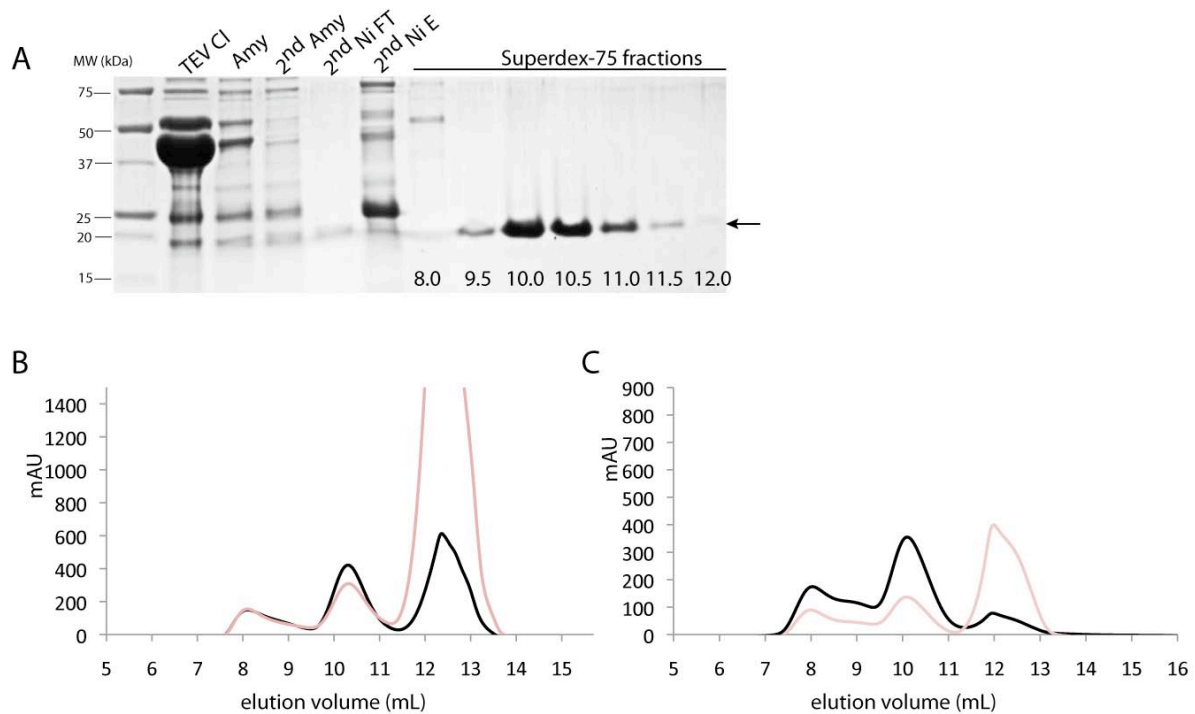 A
MW (kDa)
TEV Cl
Amy
2nd Amy
2nd Ni FT
2nd Ni E
Superdex-75 fractions
75
50
37
25
20
15
8.0 9.5 10.0 10.5 11.0 11.5 12.0
B
1400
1200
1000
800
600
400
200
0
mAU
5 6 7 8 9 10 11 12 13 14 15
elution volume (mL)
C
900
800
700
600
500
400
300
200
100
0
mAU
5 6 7 8 9 10 11 12 13 14 15 16
elution volume (mL)